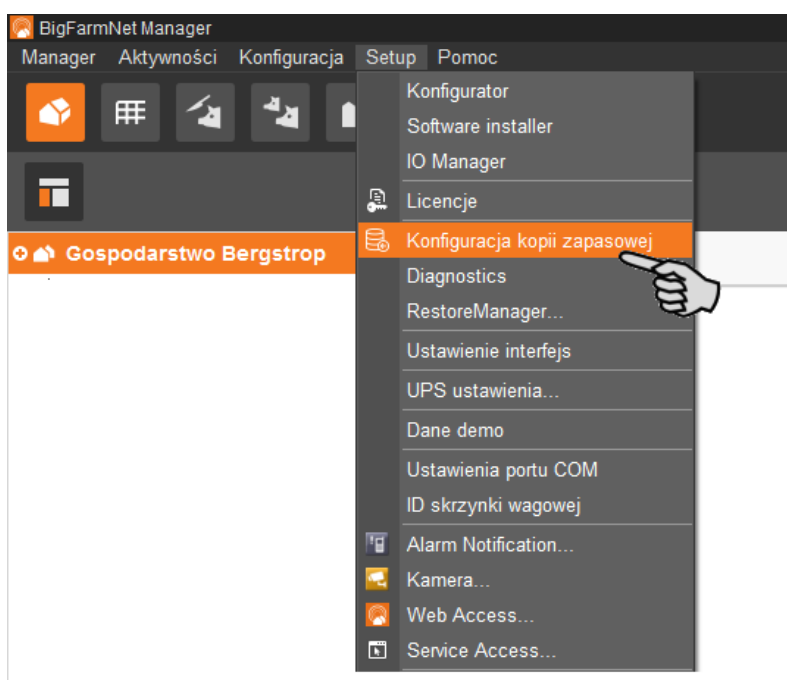 BigFarmNet Manager
Manager Aktywności Konfiguracja Setup Pomoc
Konfigurator
Software installer
IO Manager
Licencje
Konfiguracja kopii zapasowej
Gospodarstwo Bergstrop
Diagnostics
RestoreManager...
Ustawienie interfejs
UPS ustawienia...
Dane demo
Ustawienia portu COM
ID skrzynki wagowej
Alarm Notification...
Kamera...
Web Access...
Service Access...